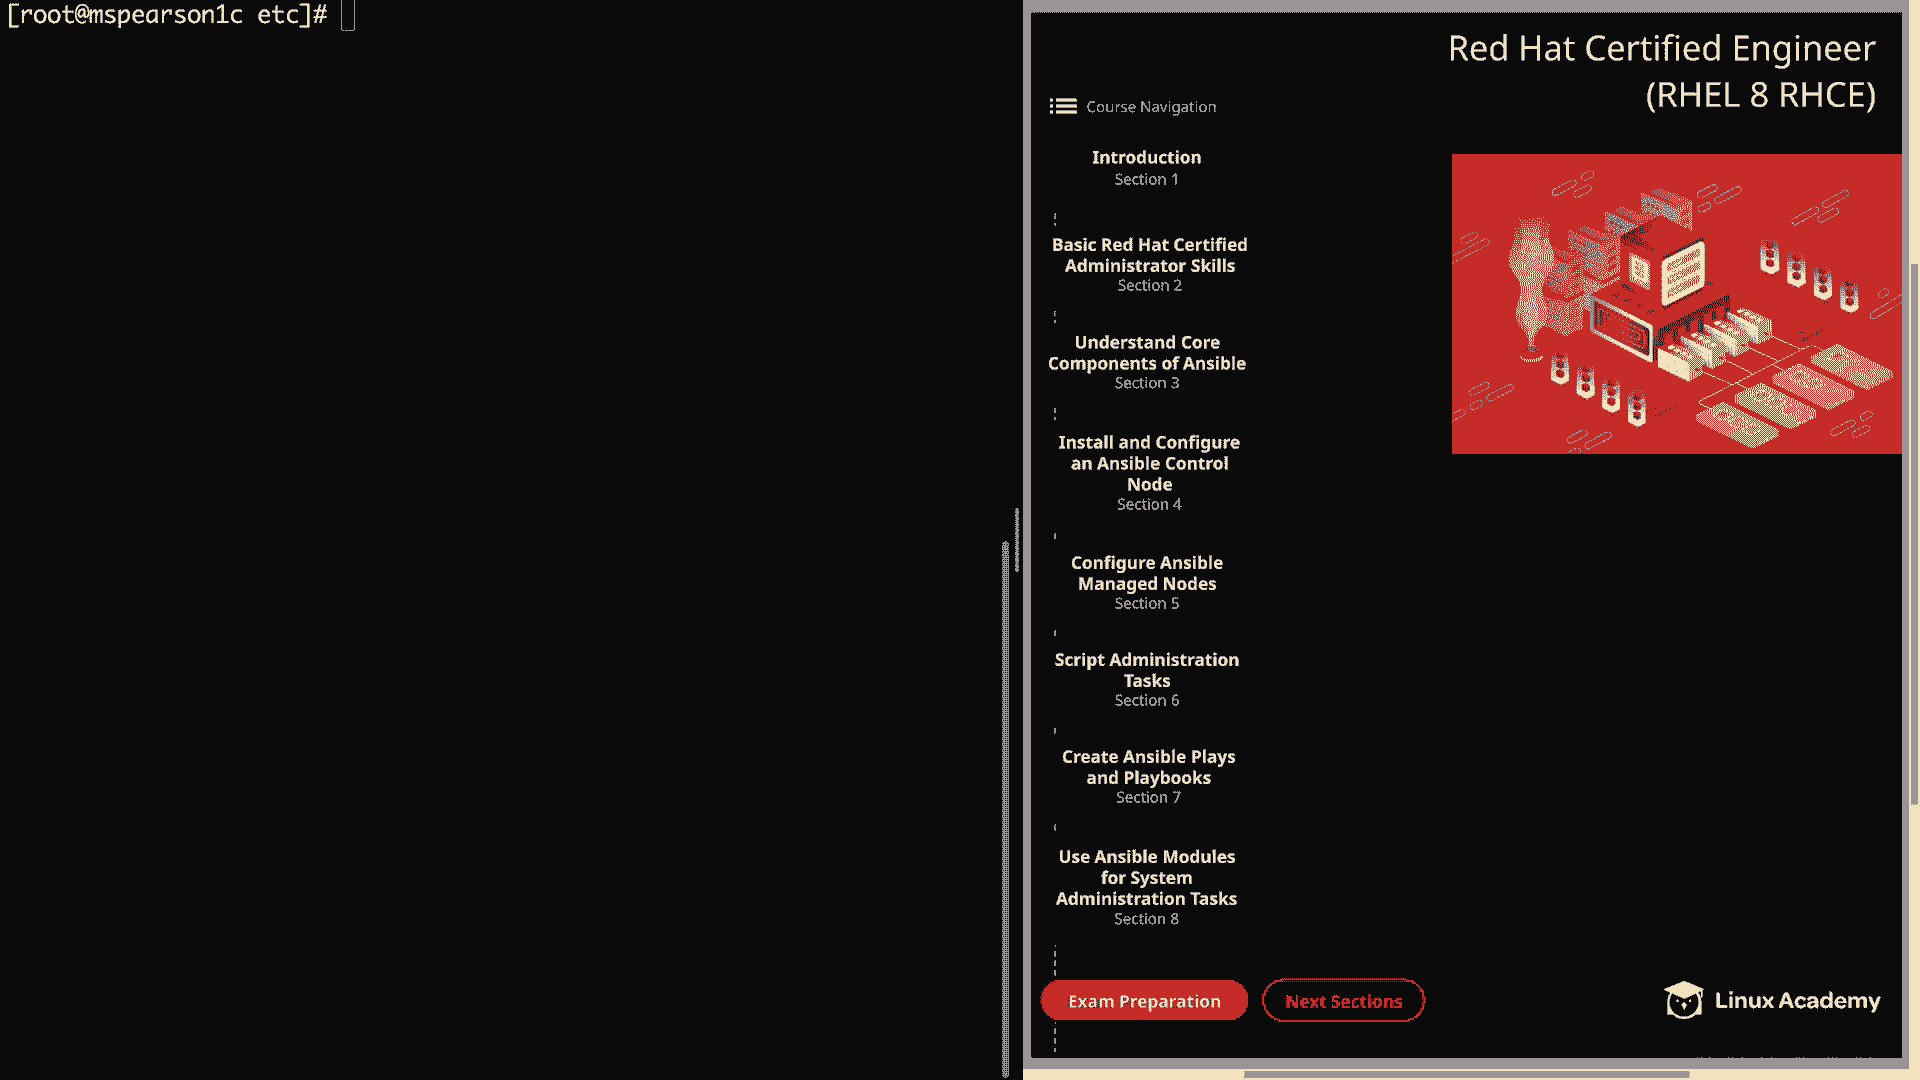 [root@mspearson1c etc]#
Red Hat Certified Engineer
(RHEL 8 RHCE)
Course Navigation
Introduction
Section 1
Basic Red Hat Certified
Administrator Skills
Section 2
Understand Core
Components of Ansible
Section 3
Install and Configure
an Ansible Control
Node
Section 4
Configure Ansible
Managed Nodes
Section 5
Script Administration
Tasks
Section 6
Create Ansible Plays
and Playbooks
Section 7
Use Ansible Modules
for System
Administration Tasks
Section 8
Exam Preparation
Next Sections
Linux Academy